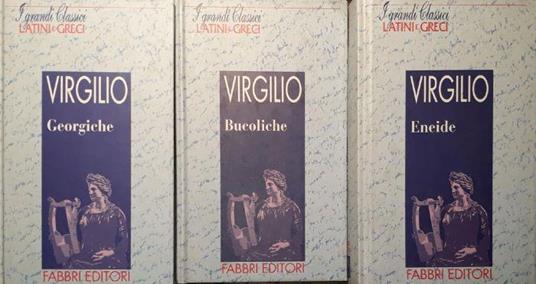 I grandi Classici
LATINI e GRECI
VIRGILIO
Georgiche
FABBRI EDITORI
I grandi Classici
LATINI e GRECI
VIRGILIO
Bucoliche
FABBRI EDITORI
I grandi Classici
LATINI e GRECI
VIRGILIO
Eneide
FABBRI EDITORI